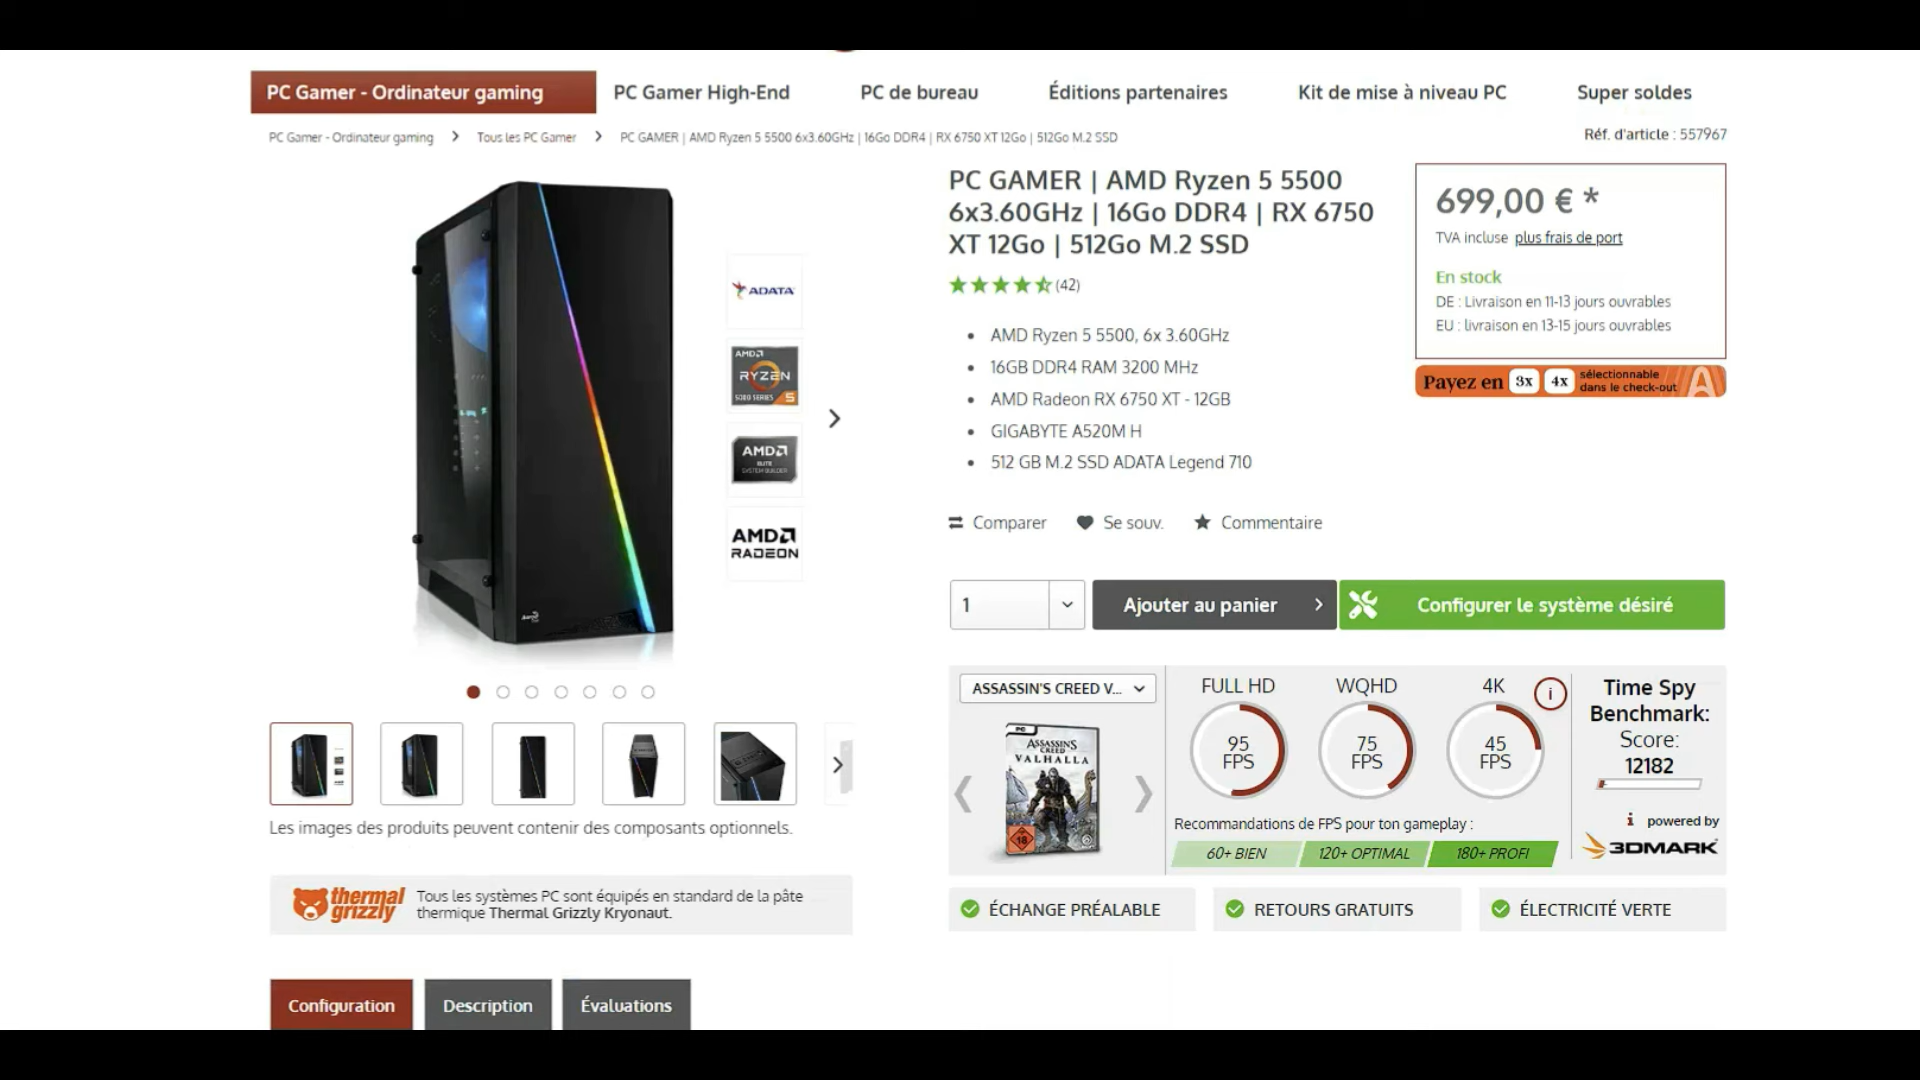 PC Gamer - Ordinateur gaming
PC Gamer High-End
PC de bureau
Éditions partenaires
Kit de mise à niveau PC
Super soldes
PC Gamer - Ordinateur gaming
Tous les PC Gamer
PC GAMER | AMD Ryzen 5 5500 6x3.60GHz | 16Go DDR4 | RX 6750 XT 12Go | 512Go M.2 SSD
Réf. d'article : 557967
ADATA
AMD
RYZEN
5000 SERIES 5
AMD
ELITE
SYSTEM BUILDER
AMD
RADEON
PC GAMER | AMD Ryzen 5 5500
6x3.60GHz | 16Go DDR4 | RX 6750
XT 12Go | 512Go M.2 SSD
(42)
AMD Ryzen 5 5500, 6x 3.60GHz
16GB DDR4 RAM 3200 MHz
AMD Radeon RX 6750 XT - 12GB
GIGABYTE A520M H
512 GB M.2 SSD ADATA Legend 710
Comparer
Se souv.
Commentaire
699,00 € *
TVA incluse plus frais de port
En stock
DE : Livraison en 11-13 jours ouvrables
EU : livraison en 13-15 jours ouvrables
Payez en 3x 4x sélectionnable
dans le check-out
1
Ajouter au panier
Configurer le système désiré
ASSASSIN'S CREED V...
PC
ASSASSIN'S
CREED
VALHALLA
18
FULL HD
WQHD
4K
i
95
FPS
75
FPS
45
FPS
Recommandations de FPS pour ton gameplay :
60+ BIEN
120+ OPTIMAL
180+ PROFI
Time Spy
Benchmark:
Score:
12182
i powered by
3DMARK
Les images des produits peuvent contenir des composants optionnels.
thermal
grizzly
Tous les systèmes PC sont équipés en standard de la pâte
thermique Thermal Grizzly Kryonaut.
ÉCHANGE PRÉALABLE
RETOURS GRATUITS
ÉLECTRICITÉ VERTE
Configuration
Description
Évaluations